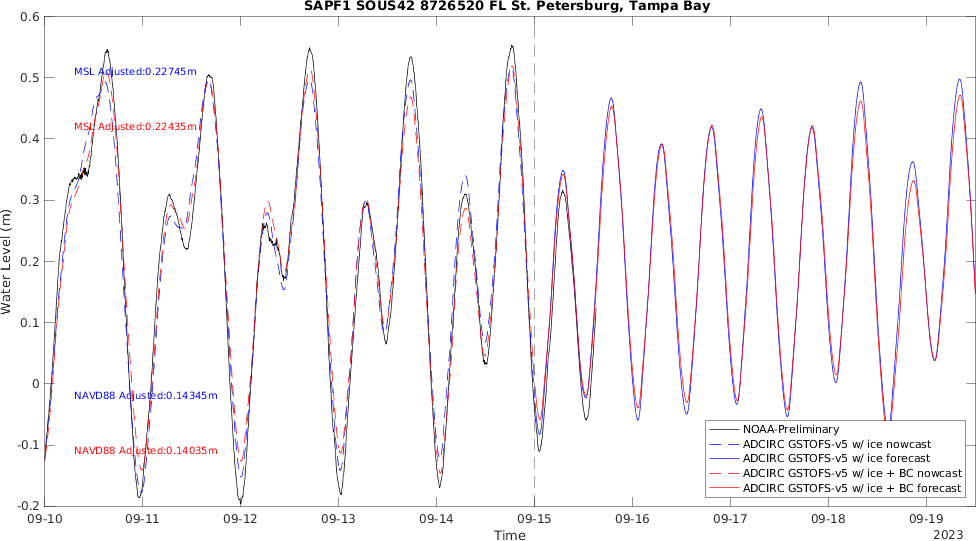 SAPF1 SOUS42 8726520 FL St. Petersburg, Tampa Bay
0.6
0.5
0.4
0.3
0.2
0.1
0
-0.1
-0.2
Water Level (m)
MSL Adjusted:0.22745m
MSL Adjusted:0.22435m
NAVD88 Adjusted:0.14345m
NAVD88 Adjusted:0.14035m
NOAA-Preliminary
ADCIRC GSTOFS-v5 w/ ice nowcast
ADCIRC GSTOFS-v5 w/ ice forecast
ADCIRC GSTOFS-v5 w/ ice + BC nowcast
ADCIRC GSTOFS-v5 w/ ice + BC forecast
09-10 09-11 09-12 09-13 09-14 09-15 09-16 09-17 09-18 09-19
Time
2023